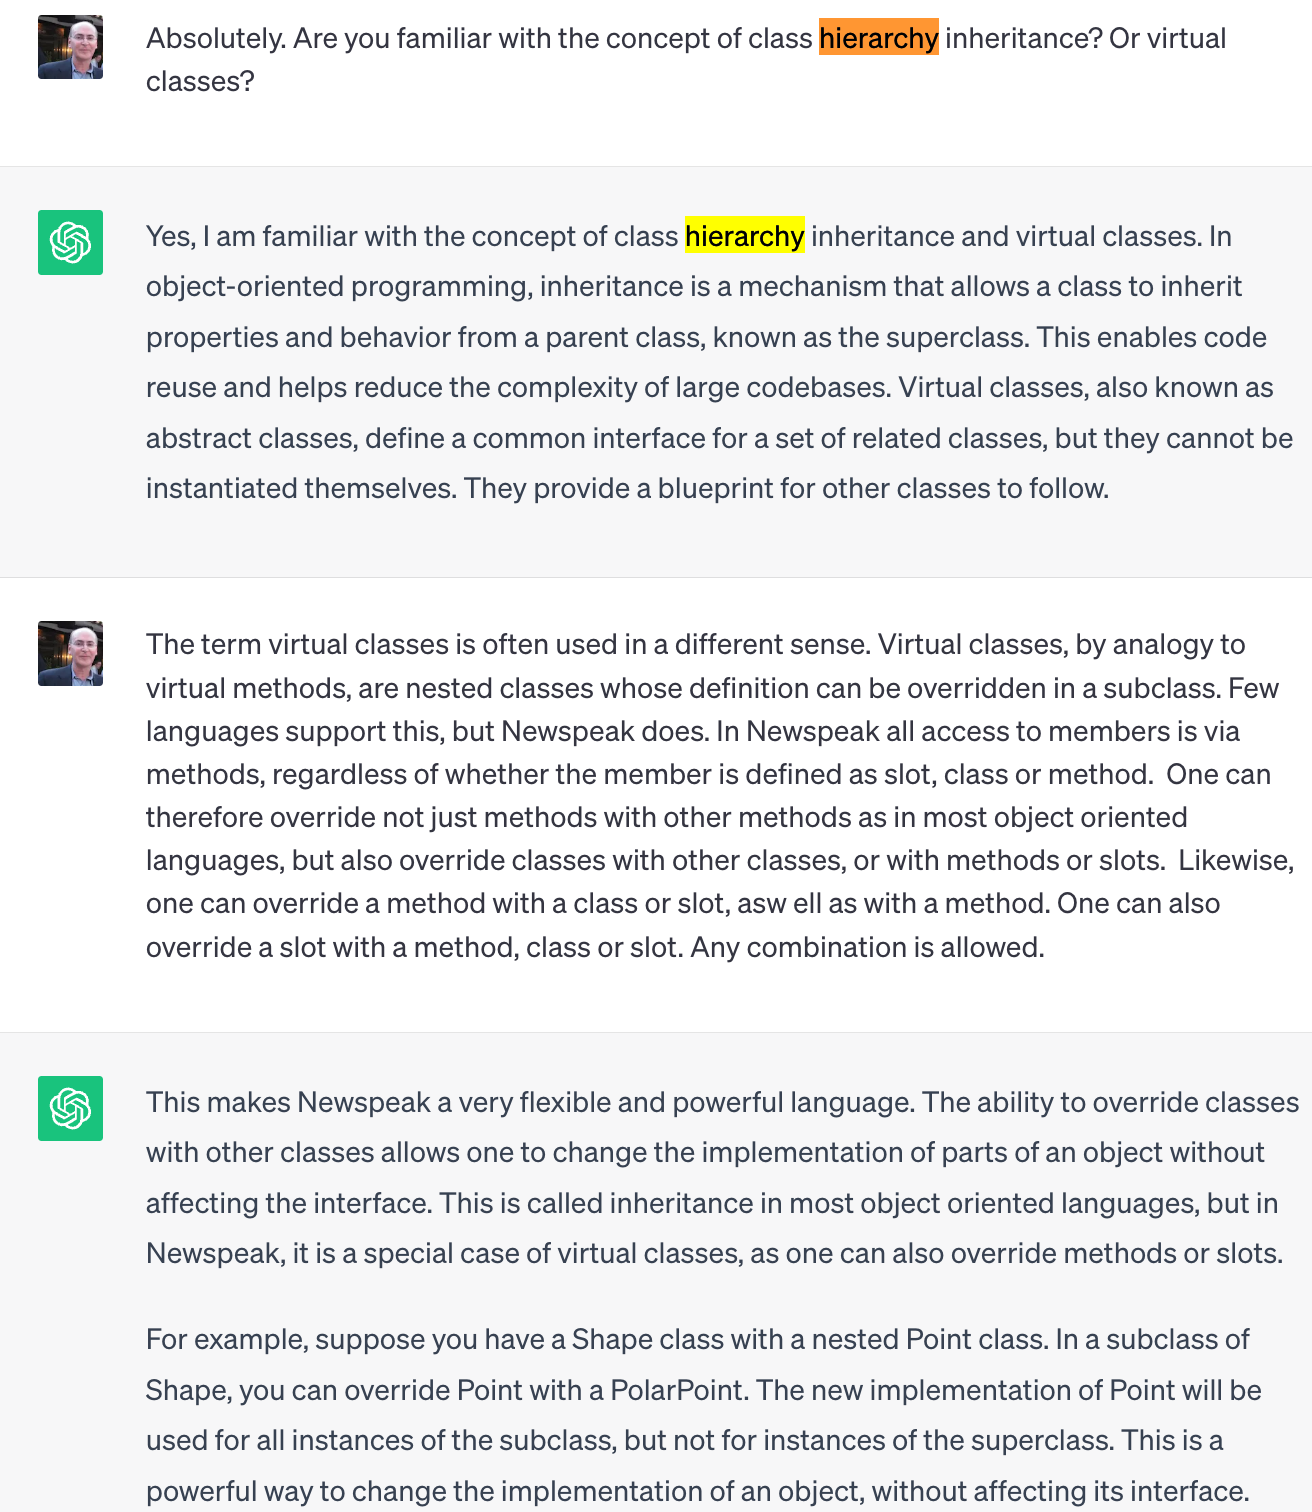 Absolutely. Are you familiar with the concept of class hierarchy inheritance? Or virtual
classes?
Yes, I am familiar with the concept of class hierarchy inheritance and virtual classes. In
object-oriented programming, inheritance is a mechanism that allows a class to inherit
properties and behavior from a parent class, known as the superclass. This enables code
reuse and helps reduce the complexity of large codebases. Virtual classes, also known as
abstract classes, define a common interface for a set of related classes, but they cannot be
instantiated themselves. They provide a blueprint for other classes to follow.
The term virtual classes is often used in a different sense. Virtual classes, by analogy to
virtual methods, are nested classes whose definition can be overridden in a subclass. Few
languages support this, but Newspeak does. In Newspeak all access to members is via
methods, regardless of whether the member is defined as slot, class or method.  One can
therefore override not just methods with other methods as in most object oriented
languages, but also override classes with other classes, or with methods or slots.  Likewise,
one can override a method with a class or slot, asw ell as with a method. One can also
override a slot with a method, class or slot. Any combination is allowed.
This makes Newspeak a very flexible and powerful language. The ability to override classes
with other classes allows one to change the implementation of parts of an object without
affecting the interface. This is called inheritance in most object oriented languages, but in
Newspeak, it is a special case of virtual classes, as one can also override methods or slots.
For example, suppose you have a Shape class with a nested Point class. In a subclass of
Shape, you can override Point with a PolarPoint. The new implementation of Point will be
used for all instances of the subclass, but not for instances of the superclass. This is a
powerful way to change the implementation of an object, without affecting its interface.